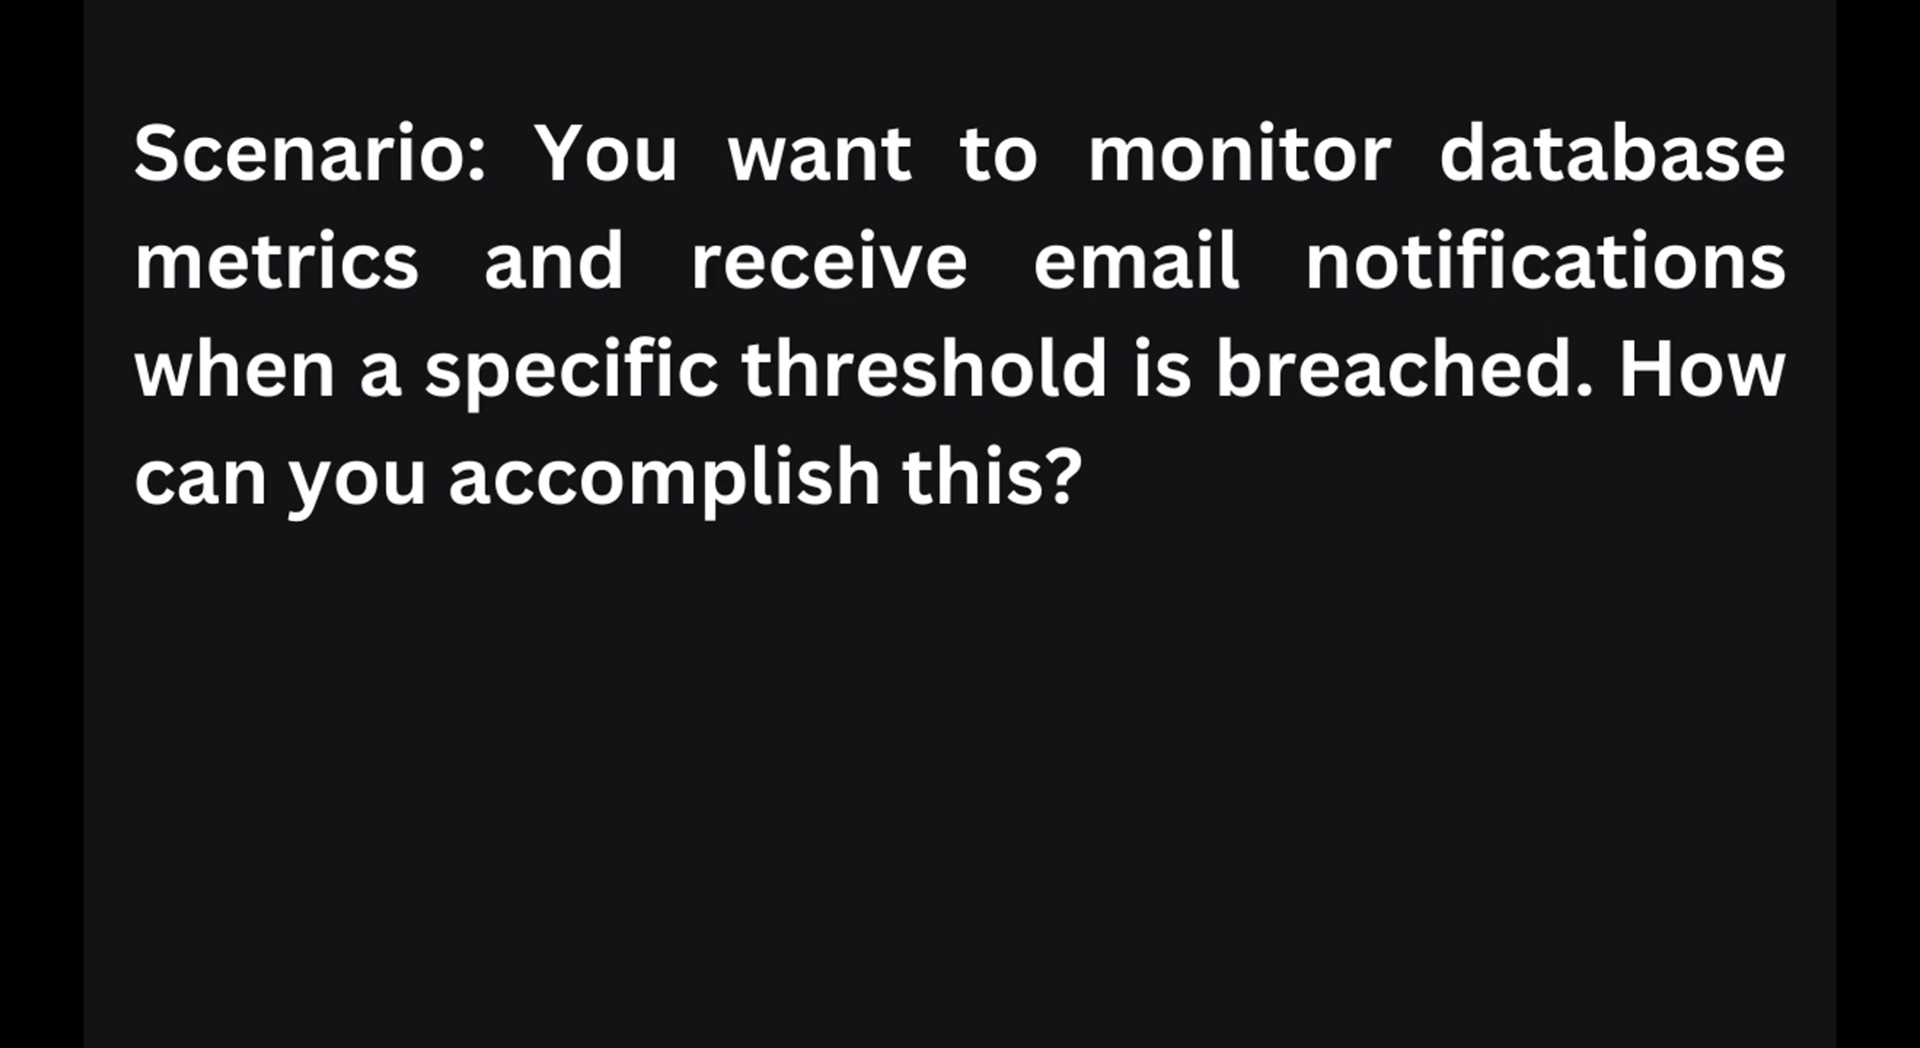 Scenario: You want to monitor database
metrics and receive email notifications
when a specific threshold is breached. How
can you accomplish this?